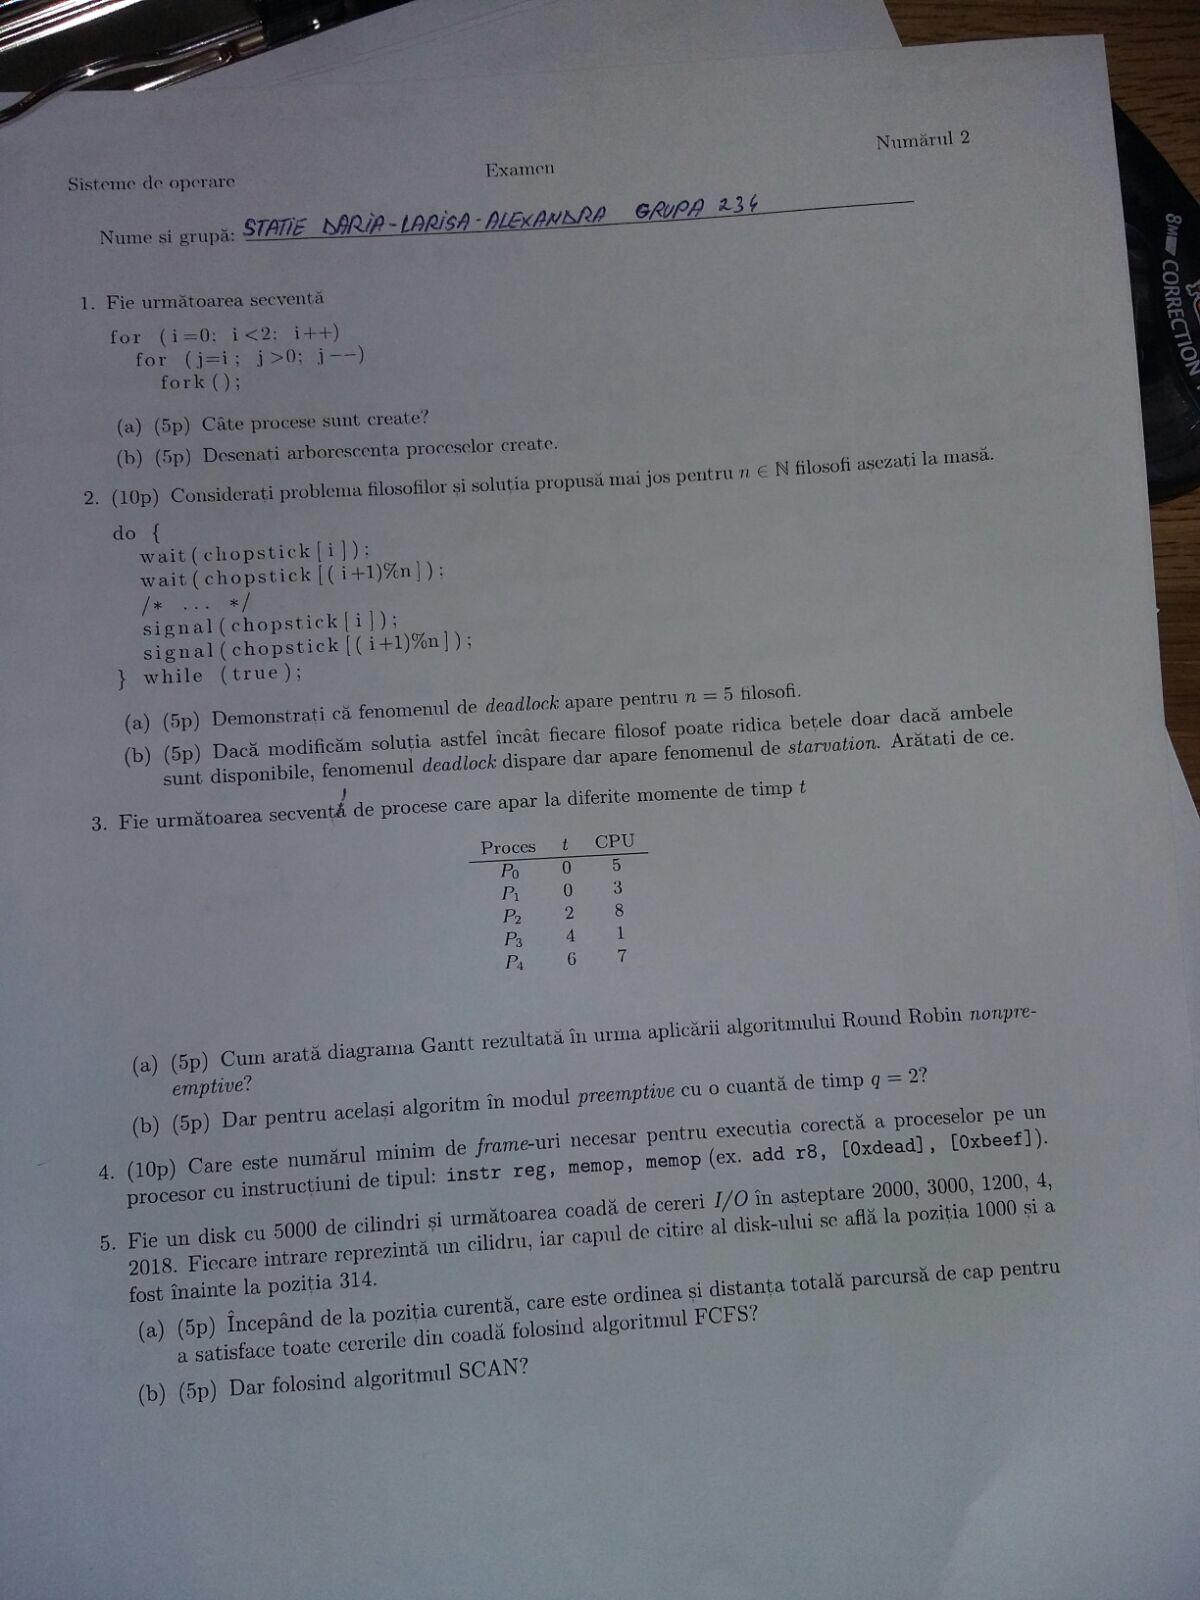 Numărul 2
Sisteme de operare Examen
Nume si grupă: STATIE DARIA-LARISA-ALEXANDRA GRUPA 234
1. Fie următoarea secventă
for (i=0; i<2; i++)
for (j=i; j>0; j--)
fork();
(a) (5p) Câte procese sunt create?
(b) (5p) Desenati arborescenta proceselor create.
2. (10p) Considerați problema filosofilor și soluția propusă mai jos pentru n ∈ ℕ filosofi așezați la masă.
do {
wait(chopstick[i]);
wait(chopstick[(i+1)%n]);
/* ... */
signal(chopstick[i]);
signal(chopstick[(i+1)%n]);
} while (true);
(a) (5p) Demonstrați că fenomenul de deadlock apare pentru n = 5 filosofi.
(b) (5p) Dacă modificăm soluția astfel încât fiecare filosof poate ridica bețele doar dacă ambele
sunt disponibile, fenomenul deadlock dispare dar apare fenomenul de starvation. Arătați de ce.
3. Fie următoarea secventă de procese care apar la diferite momente de timp t
Proces t CPU
P0 0 5
P1 0 3
P2 2 8
P3 4 1
P4 6 7
(a) (5p) Cum arată diagrama Gantt rezultată în urma aplicării algoritmului Round Robin nonpre-
emptive?
(b) (5p) Dar pentru același algoritm în modul preemptive cu o cuantă de timp q = 2?
4. (10p) Care este numărul minim de frame-uri necesar pentru execuția corectă a proceselor pe un
procesor cu instrucțiuni de tipul: instr reg, memop, memop (ex. add r8, [0xdead], [0xbeef]).
5. Fie un disk cu 5000 de cilindri și următoarea coadă de cereri I/O în așteptare 2000, 3000, 1200, 4,
2018. Fiecare intrare reprezintă un cilidru, iar capul de citire al disk-ului se află la poziția 1000 și a
fost înainte la poziția 314.
(a) (5p) Începând de la poziția curentă, care este ordinea și distanța totală parcursă de cap pentru
a satisface toate cererile din coadă folosind algoritmul FCFS?
(b) (5p) Dar folosind algoritmul SCAN?
8M
CORRECTION